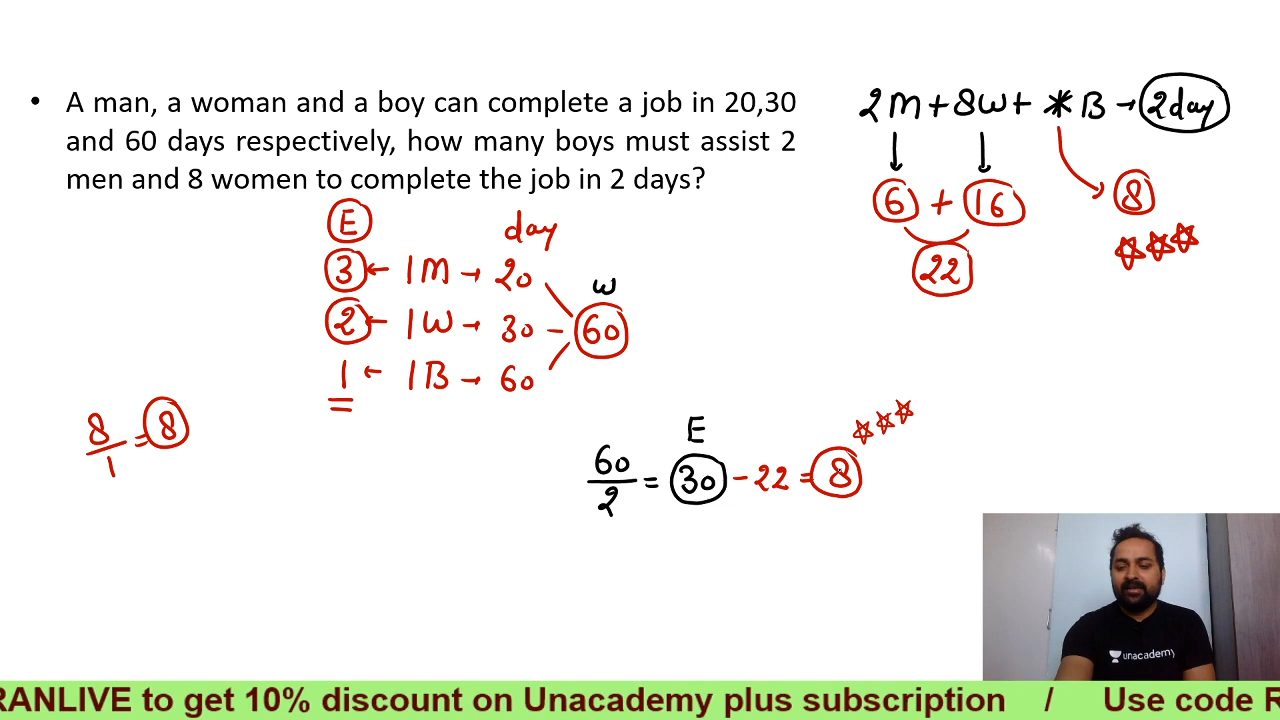 • A man, a woman and a boy can complete a job in 20,30
and 60 days respectively, how many boys must assist 2
men and 8 women to complete the job in 2 days?
2M+8W+ * B → 2day
6 + 16
8
22
E
day
3 ← 1M → 20
W
2 ← 1W → 30 - 60
1 ← 1B → 60
8/1 = 8
E
60/2 = 30 - 22 = 8
unacademy
RANLIVE to get 10% discount on Unacademy plus subscription / Use code R